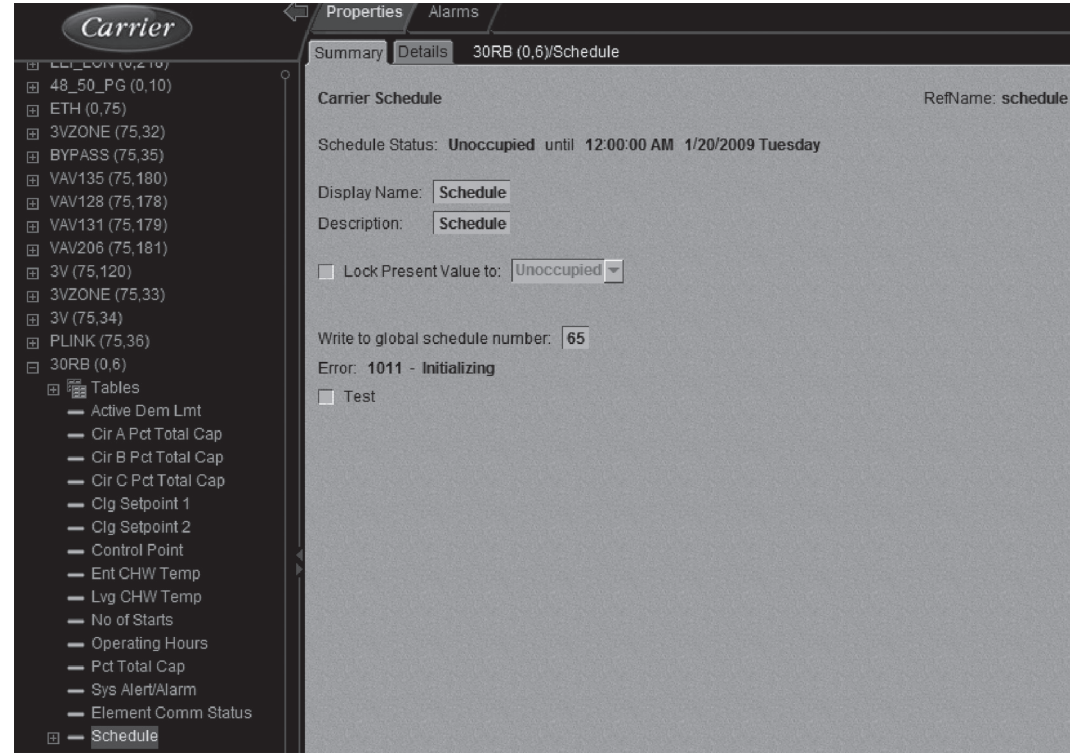 Carrier
Properties
Alarms
Summary
Details
30RB (0,6)/Schedule
48_50_PG (0,10)
ETH (0,75)
3VZONE (75,32)
BYPASS (75,35)
VAV135 (75,180)
VAV128 (75,178)
VAV131 (75,179)
VAV206 (75,181)
3V (75,120)
3VZONE (75,33)
3V (75,34)
PLINK (75,36)
30RB (0,6)
Tables
Active Dem Lmt
Cir A Pct Total Cap
Cir B Pct Total Cap
Cir C Pct Total Cap
Clg Setpoint 1
Clg Setpoint 2
Control Point
Ent CHW Temp
Lvg CHW Temp
No of Starts
Operating Hours
Pct Total Cap
Sys Alert/Alarm
Element Comm Status
Schedule
Carrier Schedule
RefName: schedule
Schedule Status: Unoccupied until 12:00:00 AM 1/20/2009 Tuesday
Display Name: Schedule
Description: Schedule
Lock Present Value to: Unoccupied
Write to global schedule number: 65
Error: 1011 - Initializing
Test